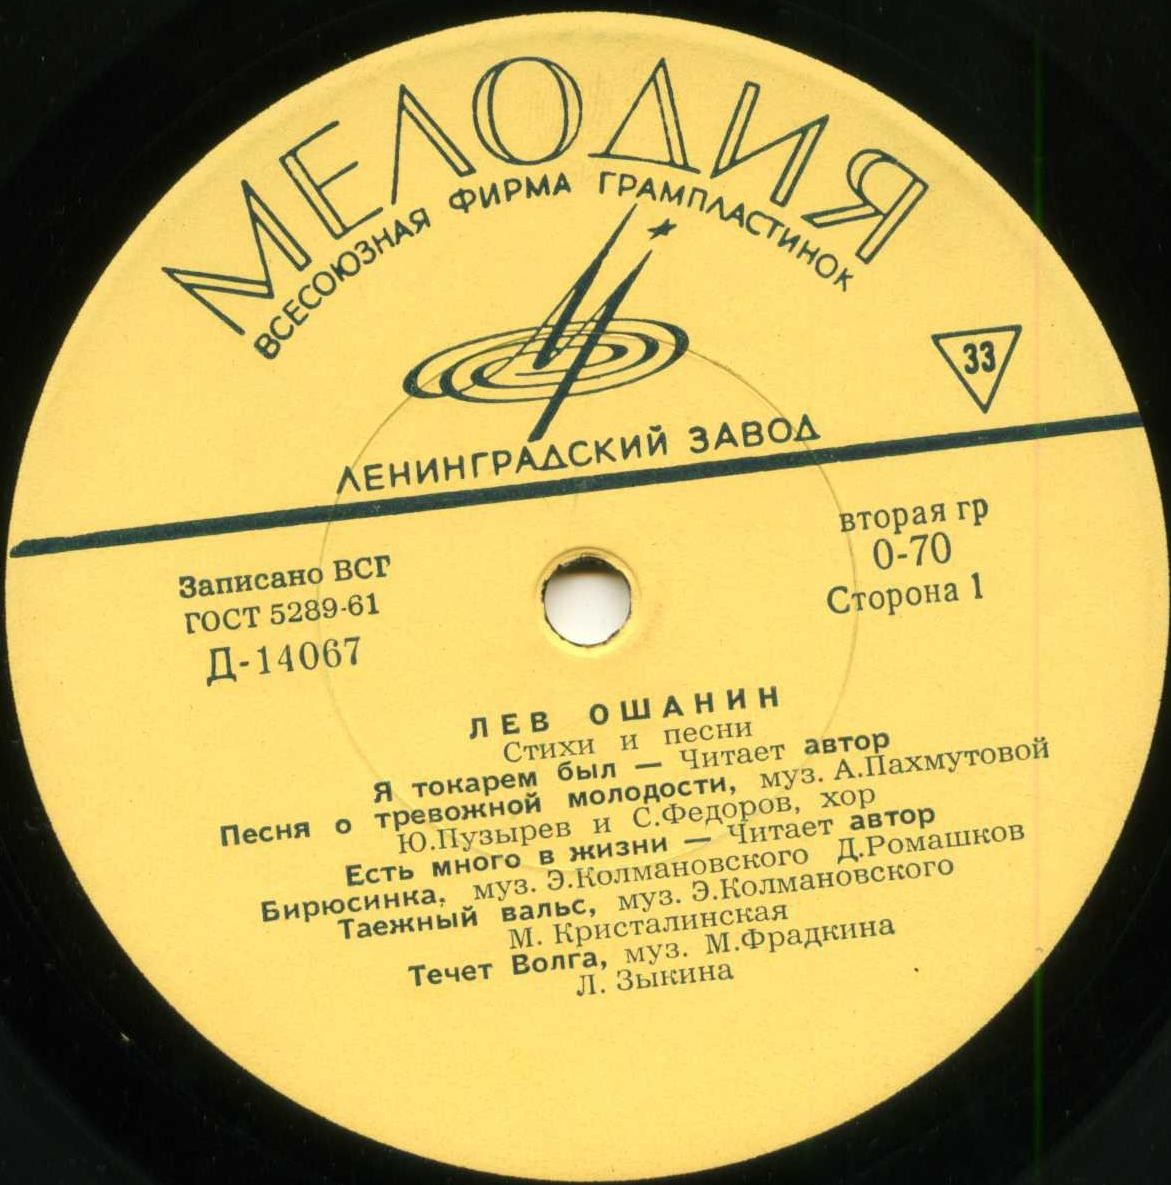 МЕЛОДИЯ
ВСЕСОЮЗНАЯ ФИРМА ГРАМПЛАСТИНОК
33
ЛЕНИНГРАДСКИЙ ЗАВОД
Записано ВСГ
ГОСТ 5289-61
Д-14067
вторая гр
0-70
Сторона 1
ЛЕВ ОШАНИН
Стихи и песни
Я токарем был — Читает автор
Песня о тревожной молодости, муз. А.Пахмутовой
Ю.Пузырев и С.Федоров, хор
Есть много в жизни — Читает автор
Бирюсинка, муз. Э.Колмановского Д.Ромашков
Таежный вальс, муз. Э.Колмановского
М. Кристалинская
Течет Волга, муз. М.Фрадкина
Л. Зыкина